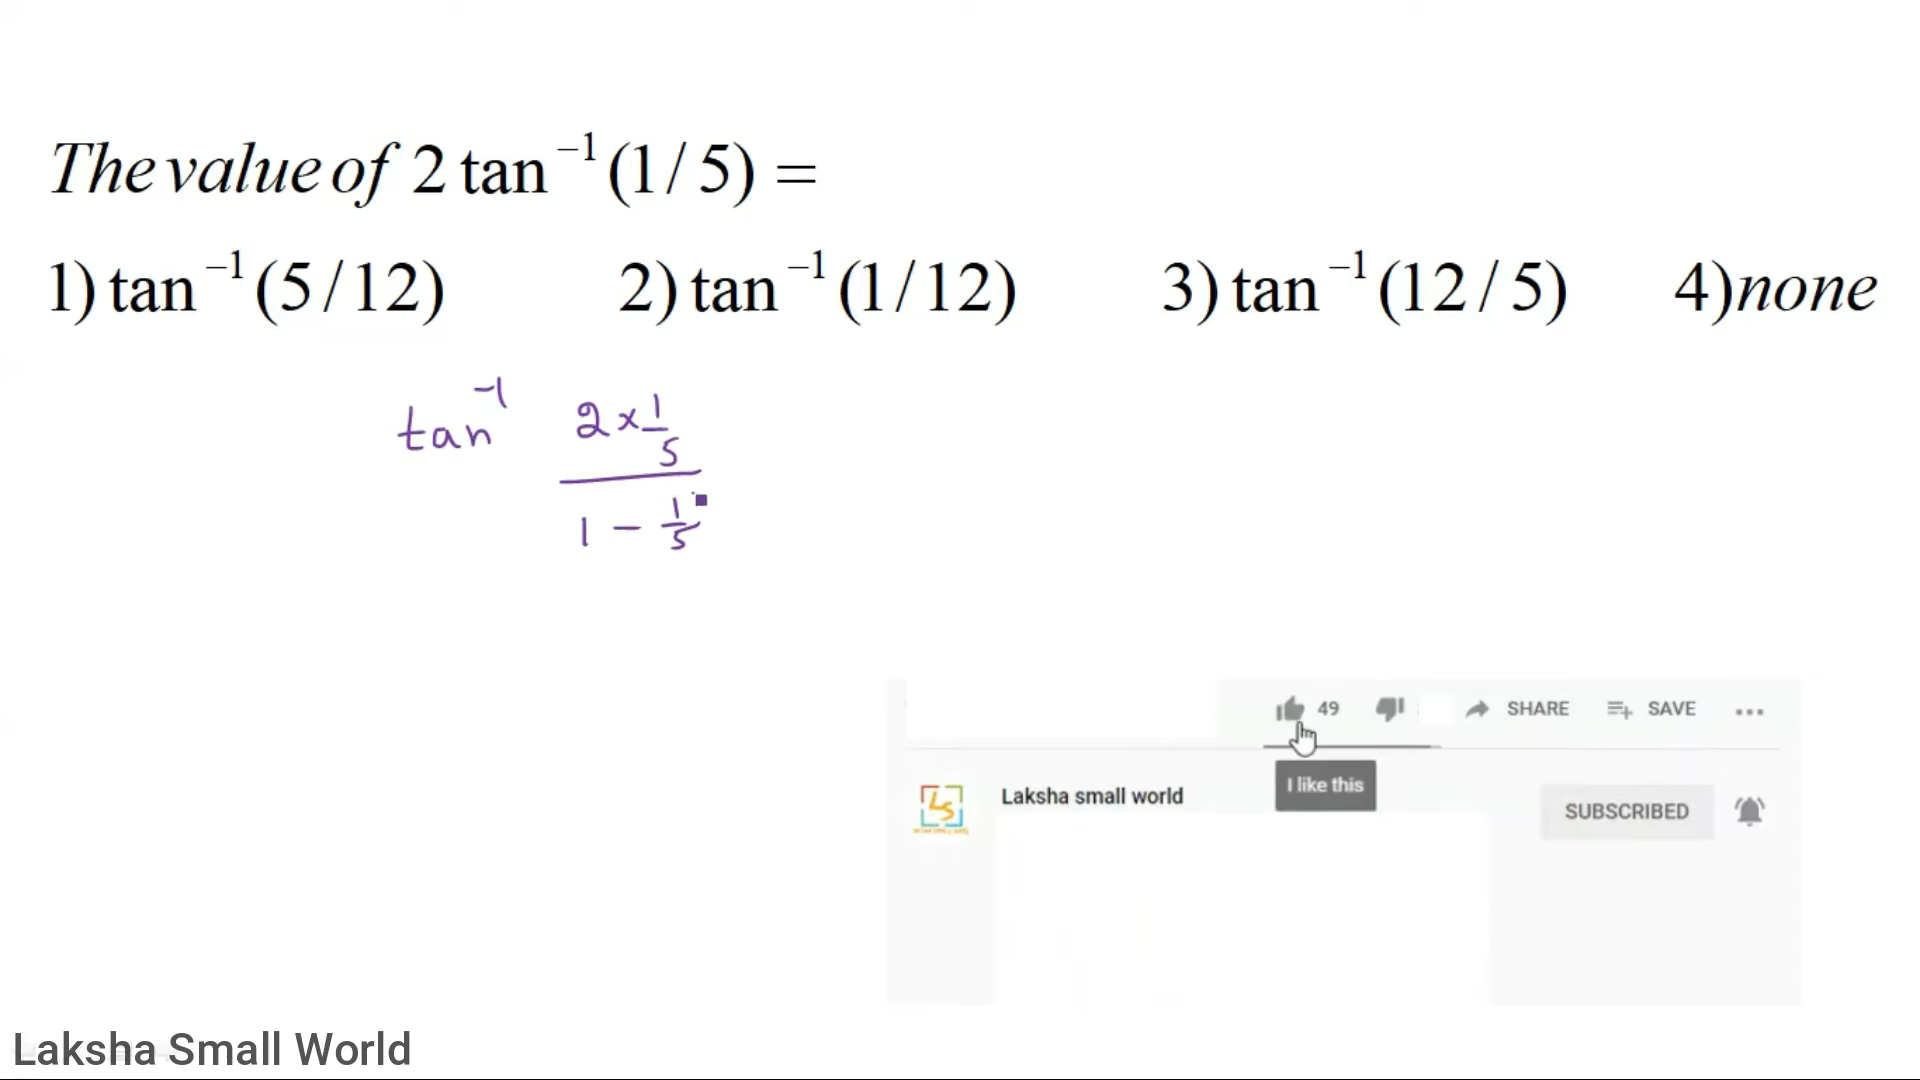 The value of 2 tan⁻¹(1/5) =
1) tan⁻¹(5/12) 2) tan⁻¹(1/12) 3) tan⁻¹(12/5) 4)none
tan⁻¹ 2 × 1/5
1 - 1/5
49 SHARE SAVE ...
I like this
Laksha small world
SUBSCRIBED
LS
Laksha Small World